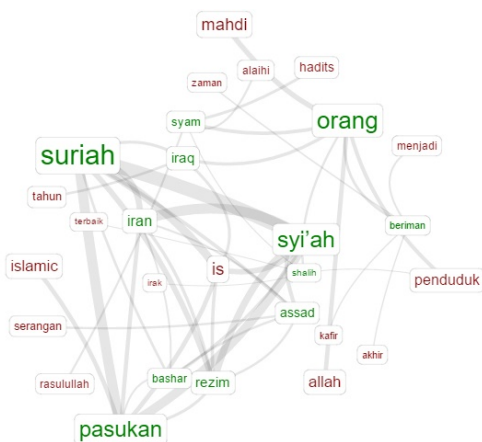 mahdi
alaihi
hadits
zaman
syam
orang
suriah
iraq
menjadi
tahun
terbaik
iran
beriman
syi'ah
islamic
is
shalih
penduduk
irak
serangan
assad
kafir
akhir
rasulullah
bashar
rezim
allah
pasukan